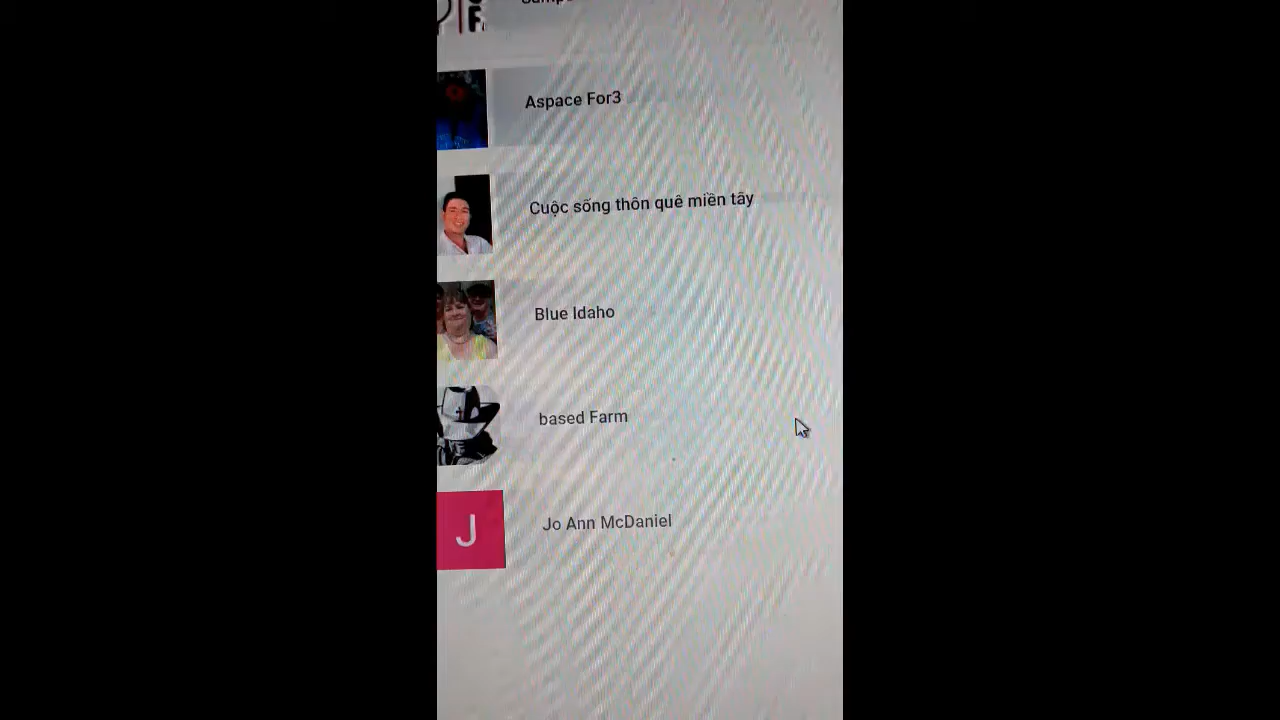 Aspace For3
Cuộc sống thôn quê miền tây
Blue Idaho
based Farm
J
Jo Ann McDaniel